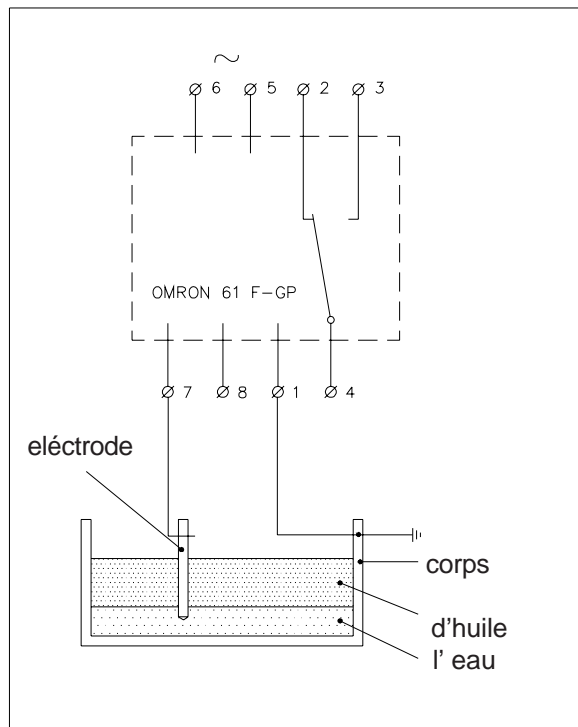 ~
6 5 2 3
OMRON 61 F-GP
7 8 1 4
eléctrode
corps
d'huile
l' eau